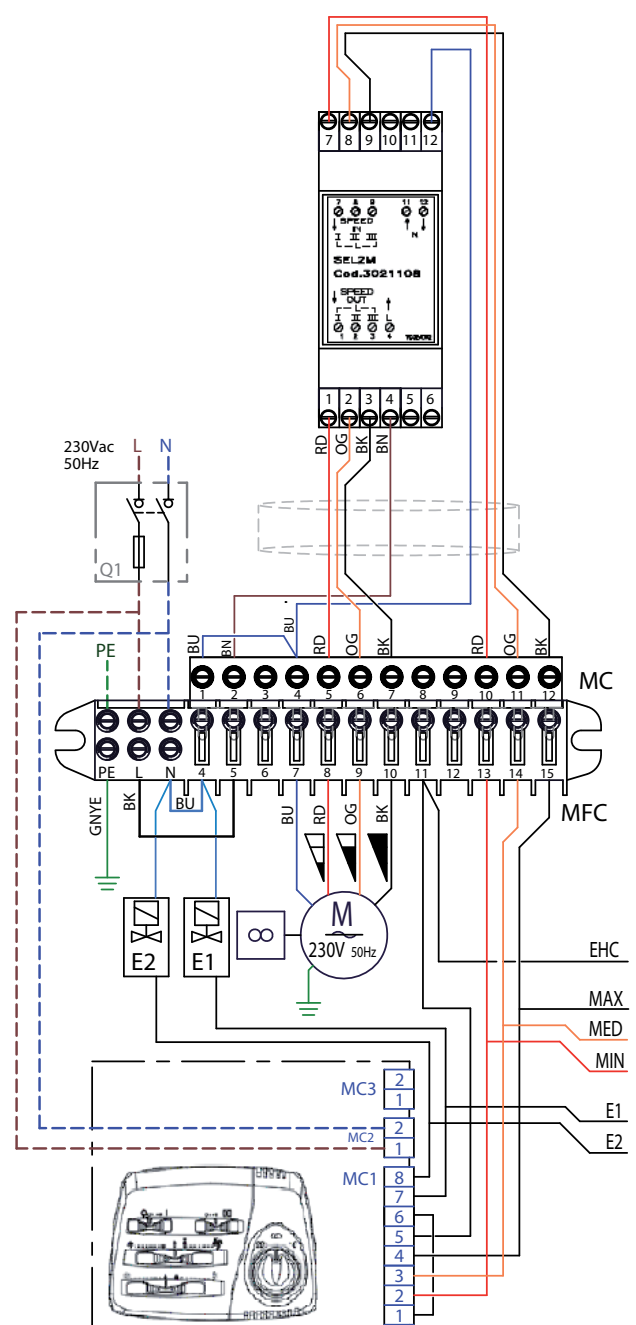 7 8 9 10 11 12
7 8 9 11 12
SPEED
IN
I II III N
L
SEL2M
Cod.3021108
SPEED
OUT
L
I II III L
1 2 3 4
1 2 3 4 5 6
RD OG BK BN
230Vac L N
50Hz
Q1
PE
BU BN BU RD OG BK RD OG BK
1 2 3 4 5 6 7 8 9 10 11 12
MC
PE L N 4 5 6 7 8 9 10 11 12 13 14 15
MFC
GNYE BK BU BU RD OG BK
E2 E1
M
230V 50Hz
EHC
MAX
MED
MIN
E1
E2
MC3 2
1
MC2 2
1
MC1 8
7
6
5
4
3
2
1